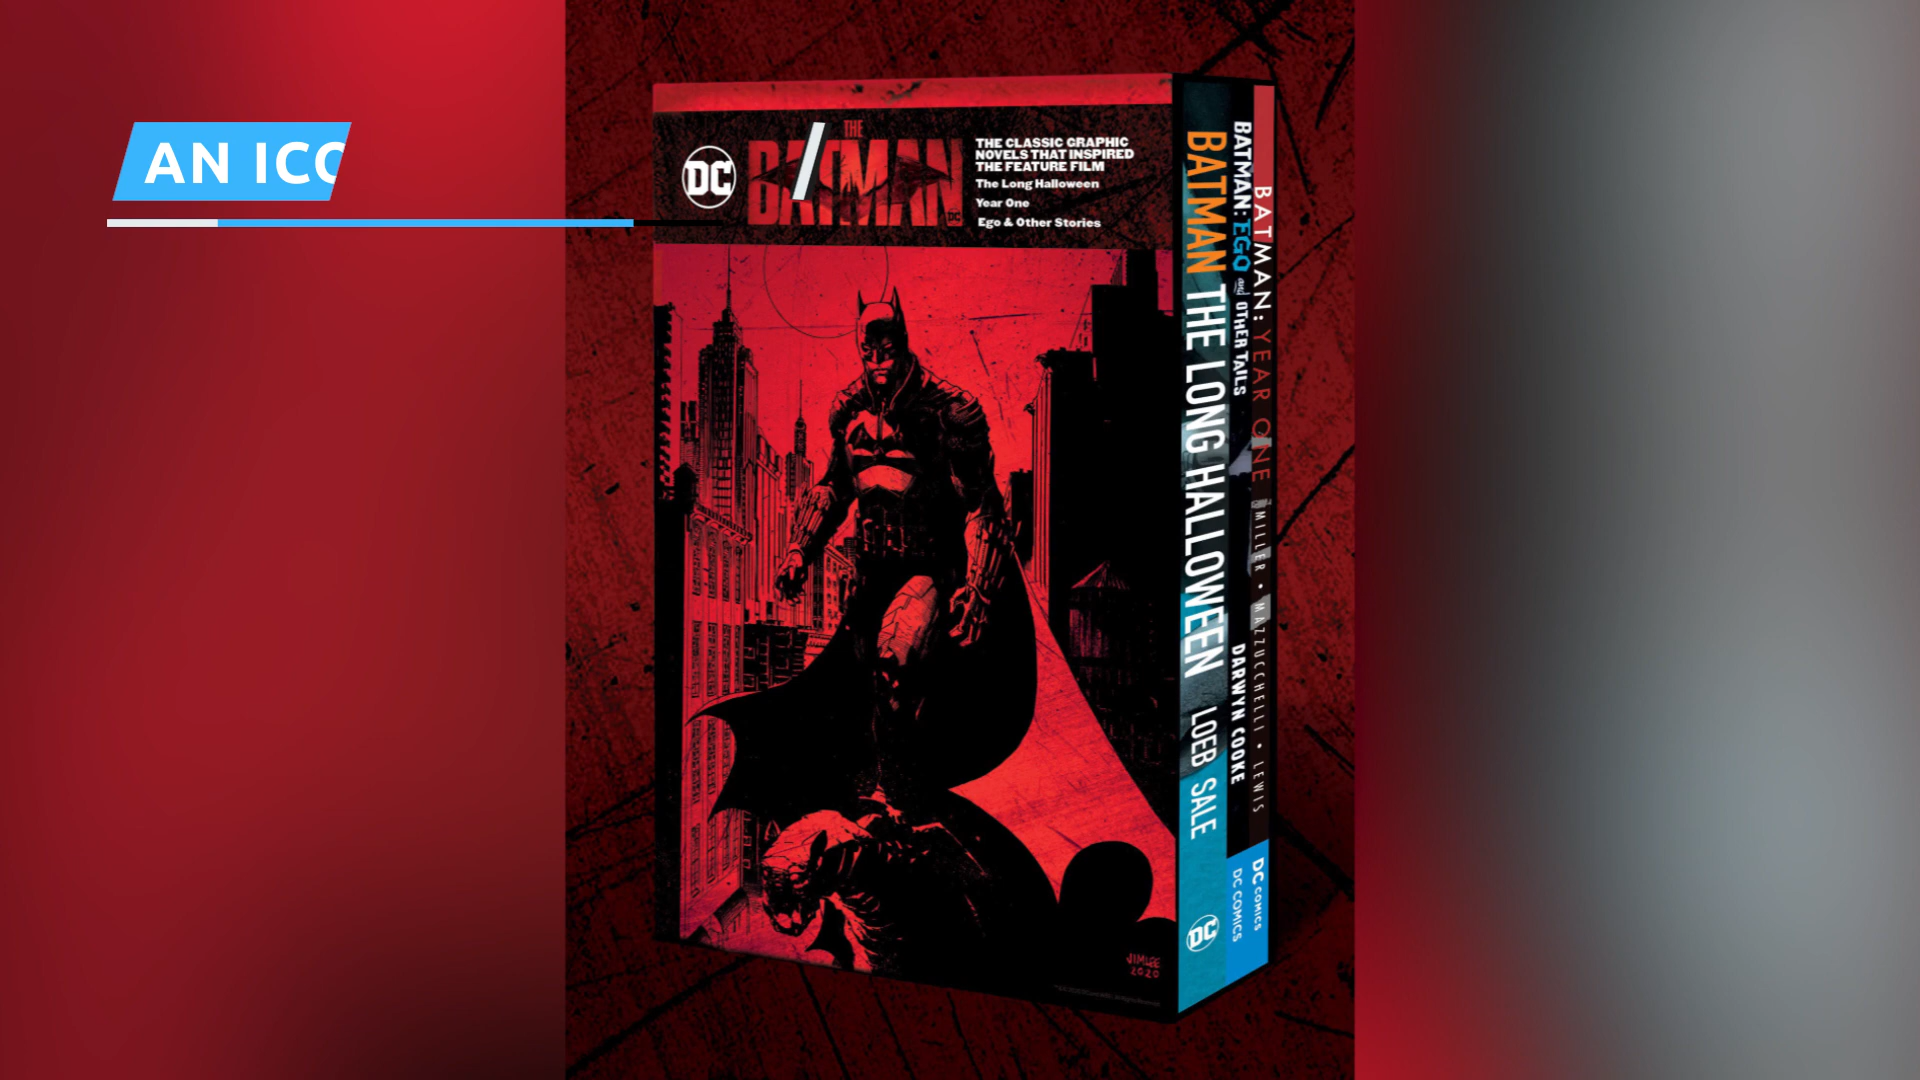 AN ICO
DC
THE
BATMAN
DC
THE CLASSIC GRAPHIC
NOVELS THAT INSPIRED
THE FEATURE FILM
The Long Halloween
Year One
Ego & Other Stories
BATMAN THE LONG HALLOWEEN LOEB SALE
DC
BATMAN: EGO and OTHER TAILS DARWYN COOKE
DC COMICS
BATMAN: YEAR ONE MILLER • MAZZUCCHELLI • LEWIS
DC COMICS
JIM LEE
2020